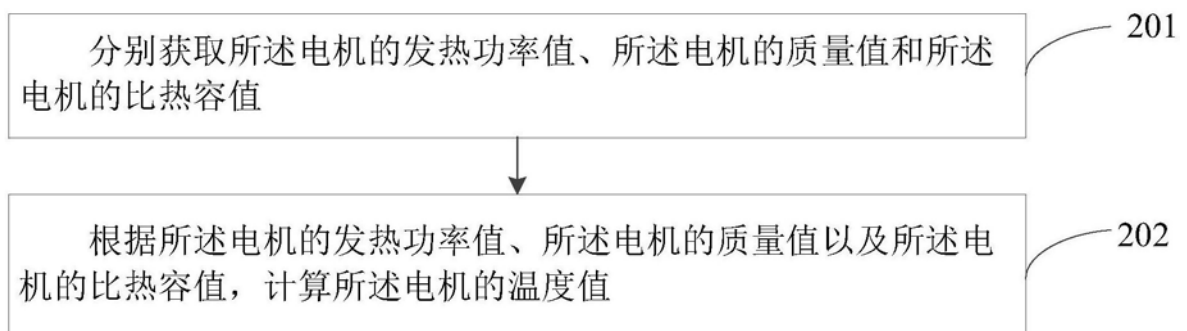 分别获取所述电机的发热功率值、所述电机的质量值和所述
电机的比热容值
201
根据所述电机的发热功率值、所述电机的质量值以及所述电
机的比热容值，计算所述电机的温度值
202